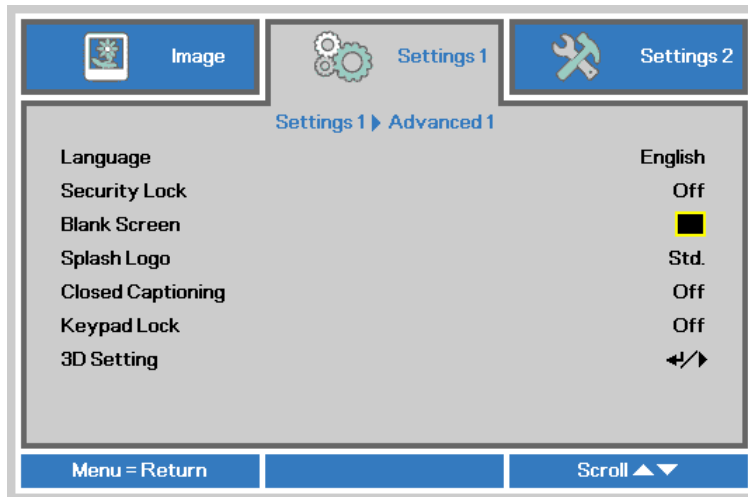 Image
Settings 1
Settings 2
Settings 1 Advanced 1
Language English
Security Lock Off
Blank Screen
Splash Logo Std.
Closed Captioning Off
Keypad Lock Off
3D Setting
Menu = Return
Scroll